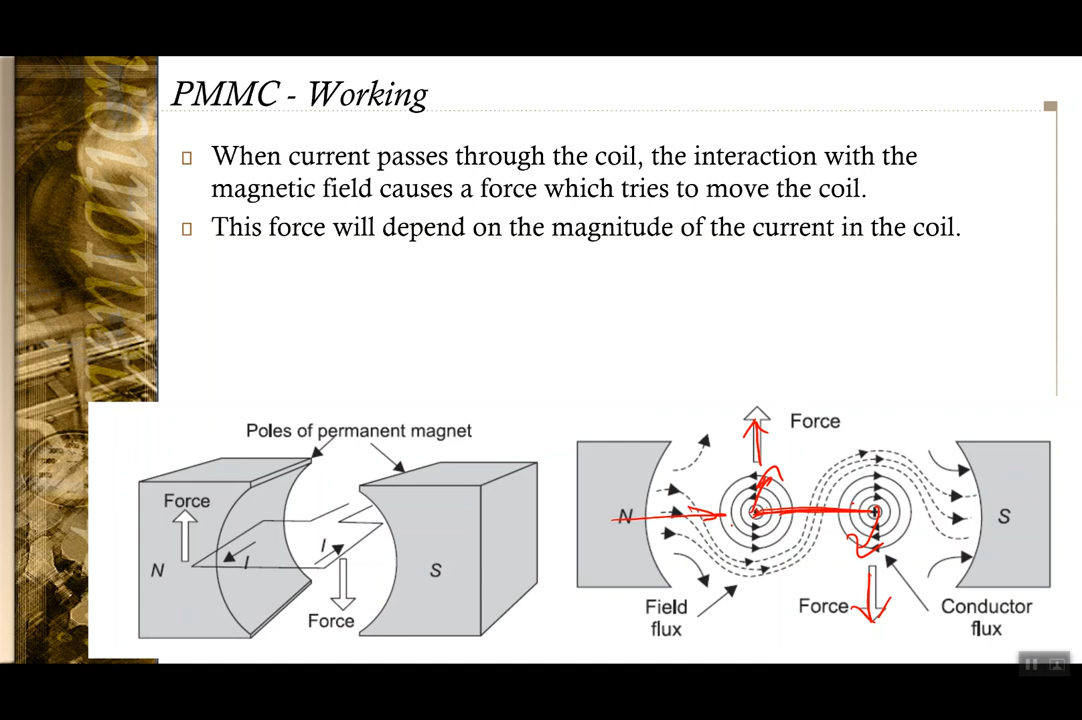 PMMC - Working
When current passes through the coil, the interaction with the
magnetic field causes a force which tries to move the coil.
This force will depend on the magnitude of the current in the coil.
Poles of permanent magnet
Force
N
I
I
S
Force
Force
N
S
Field
flux
Force
Conductor
flux
entation